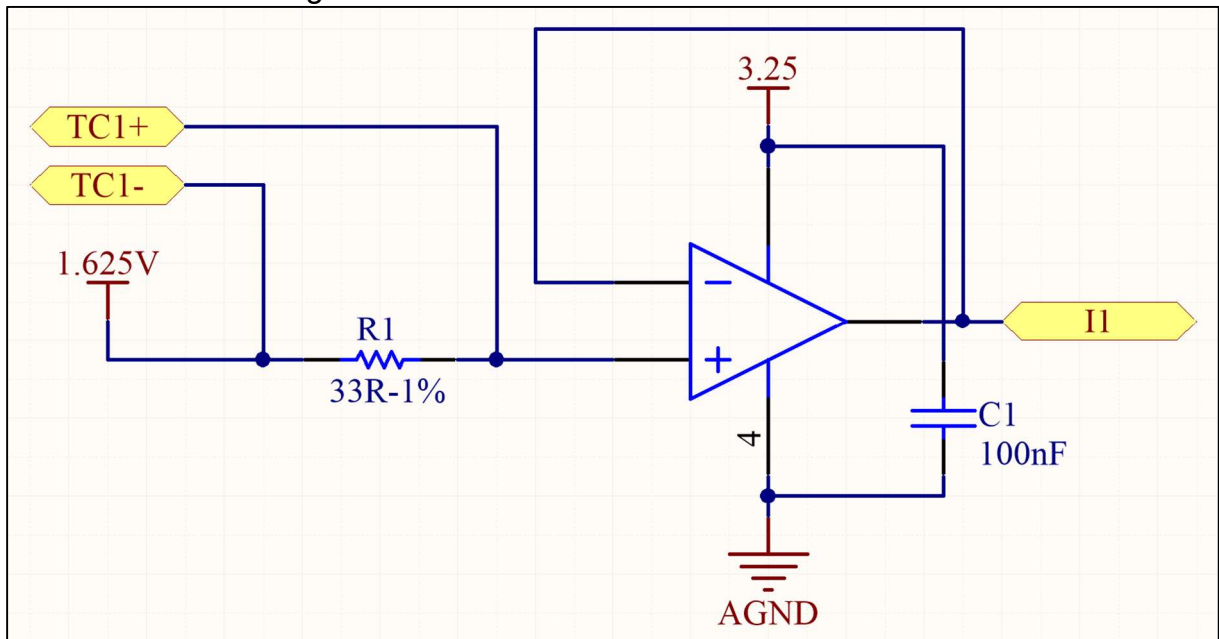 3.25
TC1+
TC1-
1.625V
R1
33R-1%
I1
C1
100nF
4
AGND